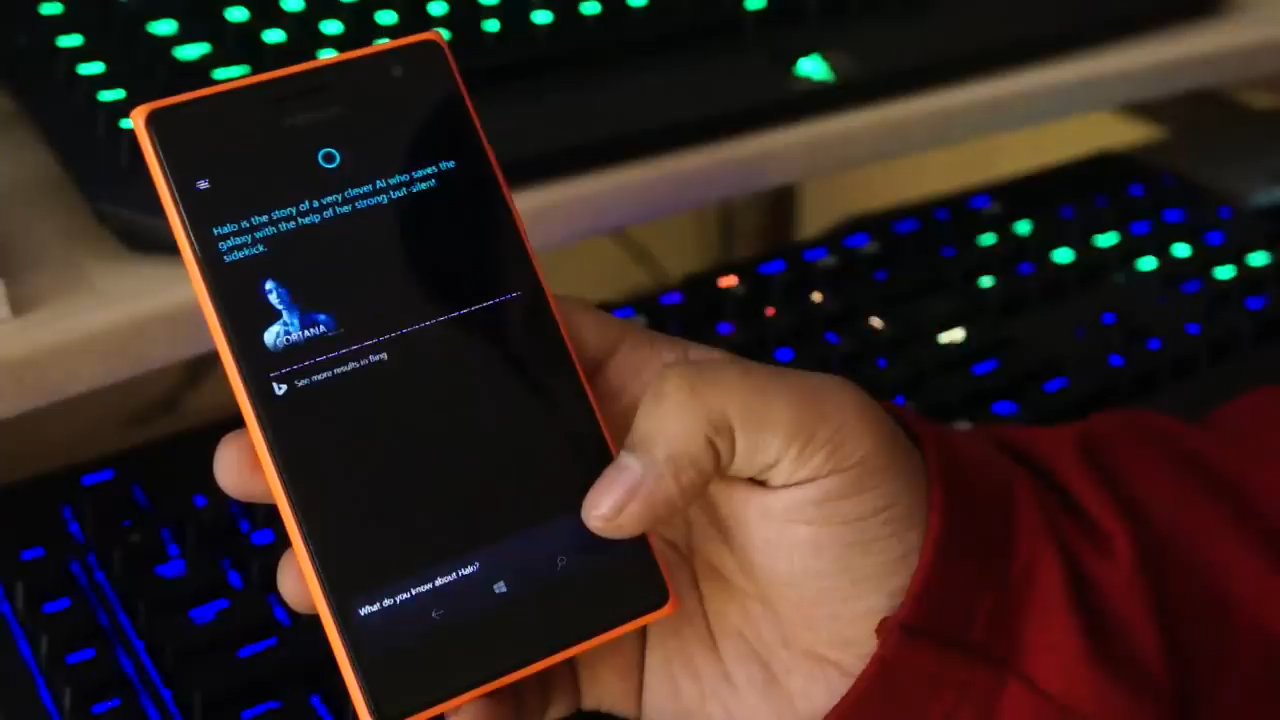 Halo is the story of a very clever AI who saves the
galaxy with the help of her strong-but-silent
sidekick.
CORTANA
See more results in Bing
What do you know about Halo?